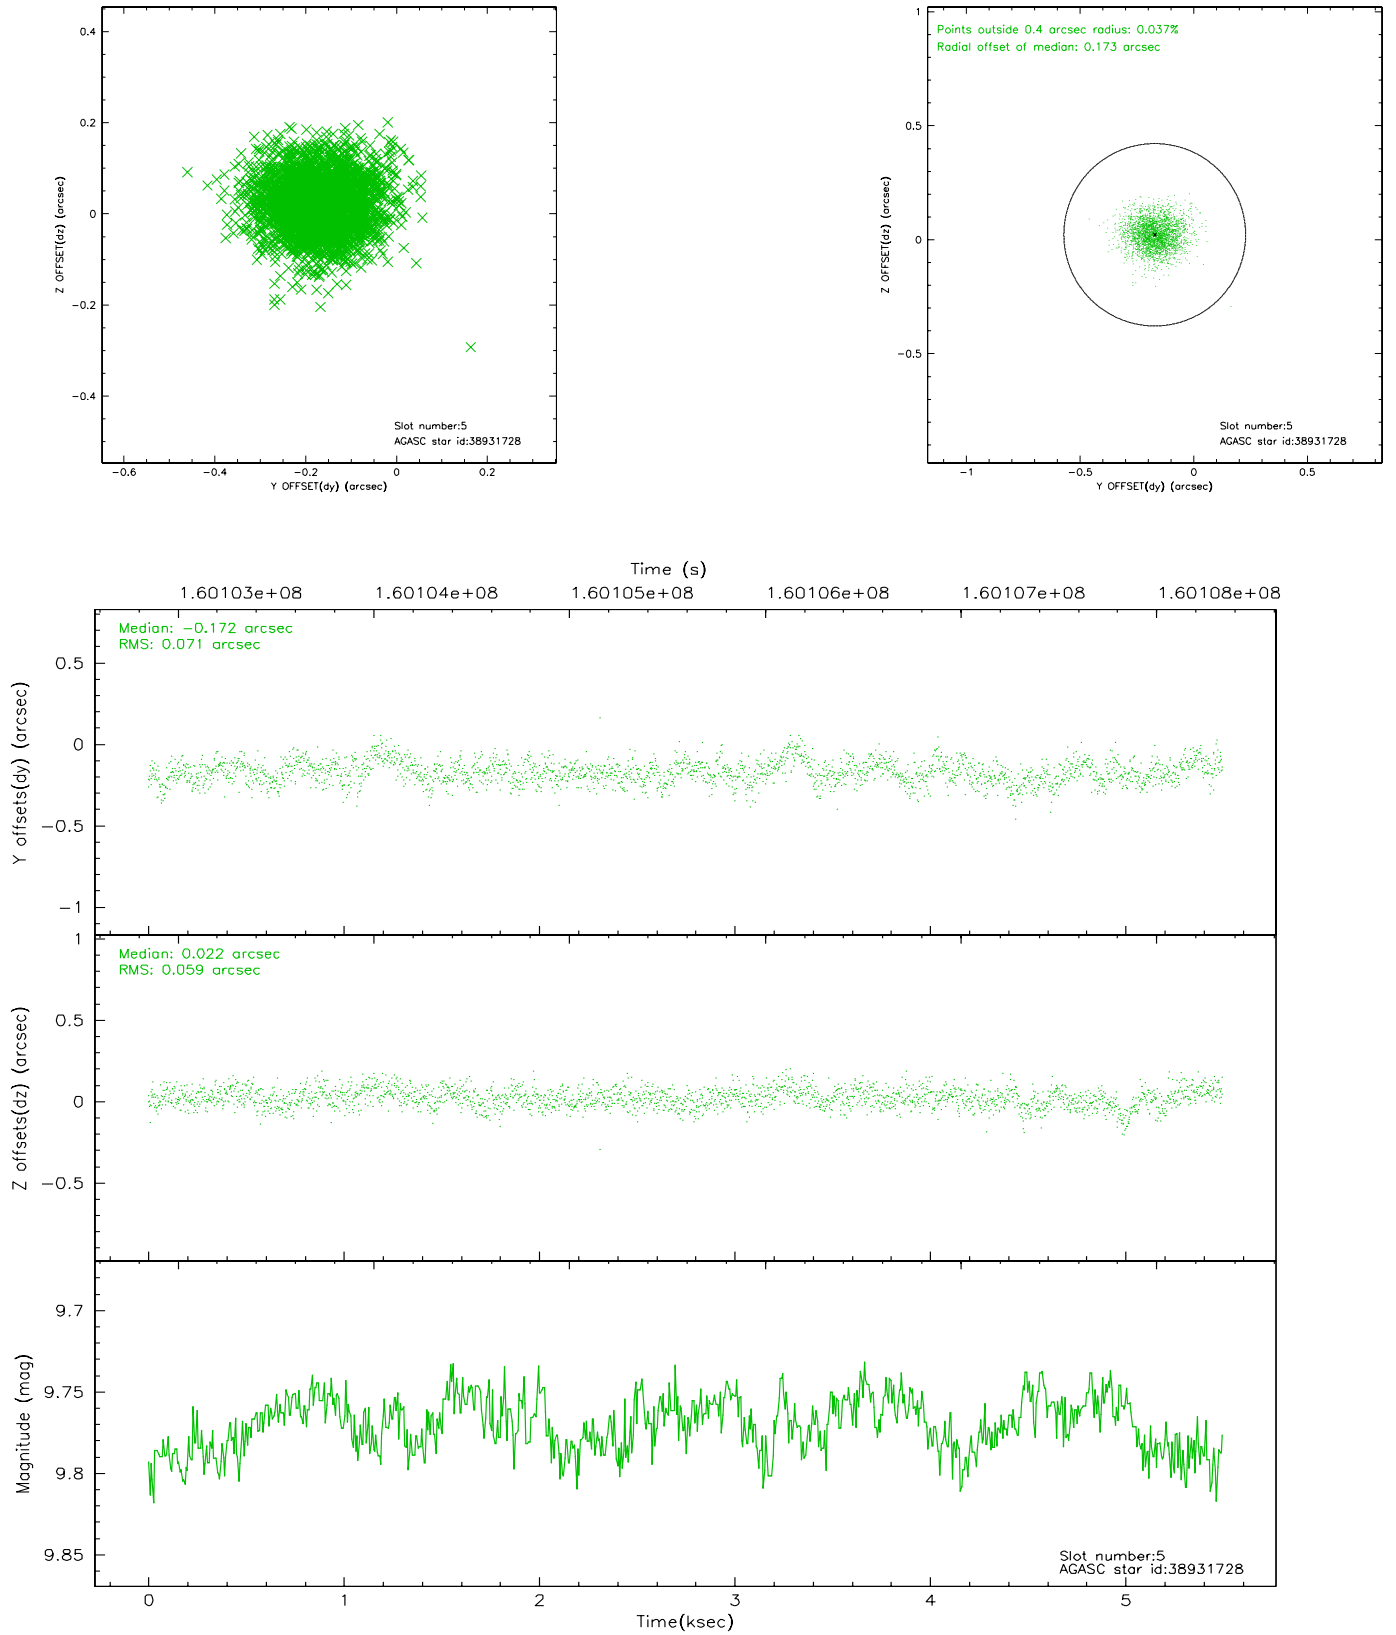 0.4
0.2
0
−0.2
−0.4
−0.6
−0.4
−0.2
0
0.2
Z OFFSET(dz) (arcsec)
Y OFFSET(dy) (arcsec)
Slot number:5
AGASC star id:38931728
Points outside 0.4 arcsec radius: 0.037%
Radial offset of median: 0.173 arcsec
1
0.5
0
−0.5
−1
−0.5
0
0.5
Z OFFSET(dz) (arcsec)
Y OFFSET(dy) (arcsec)
Slot number:5
AGASC star id:38931728
Time (s)
1.60103e+08 1.60104e+08 1.60105e+08 1.60106e+08 1.60107e+08 1.60108e+08
Median: −0.172 arcsec
RMS: 0.071 arcsec
0.5
0
−0.5
−1
Y offsets(dy) (arcsec)
Median: 0.022 arcsec
RMS: 0.059 arcsec
1
0.5
0
−0.5
Z offsets(dz) (arcsec)
9.7
9.75
9.8
9.85
Magnitude (mag)
Slot number:5
AGASC star id:38931728
0 1 2 3 4 5
Time(ksec)